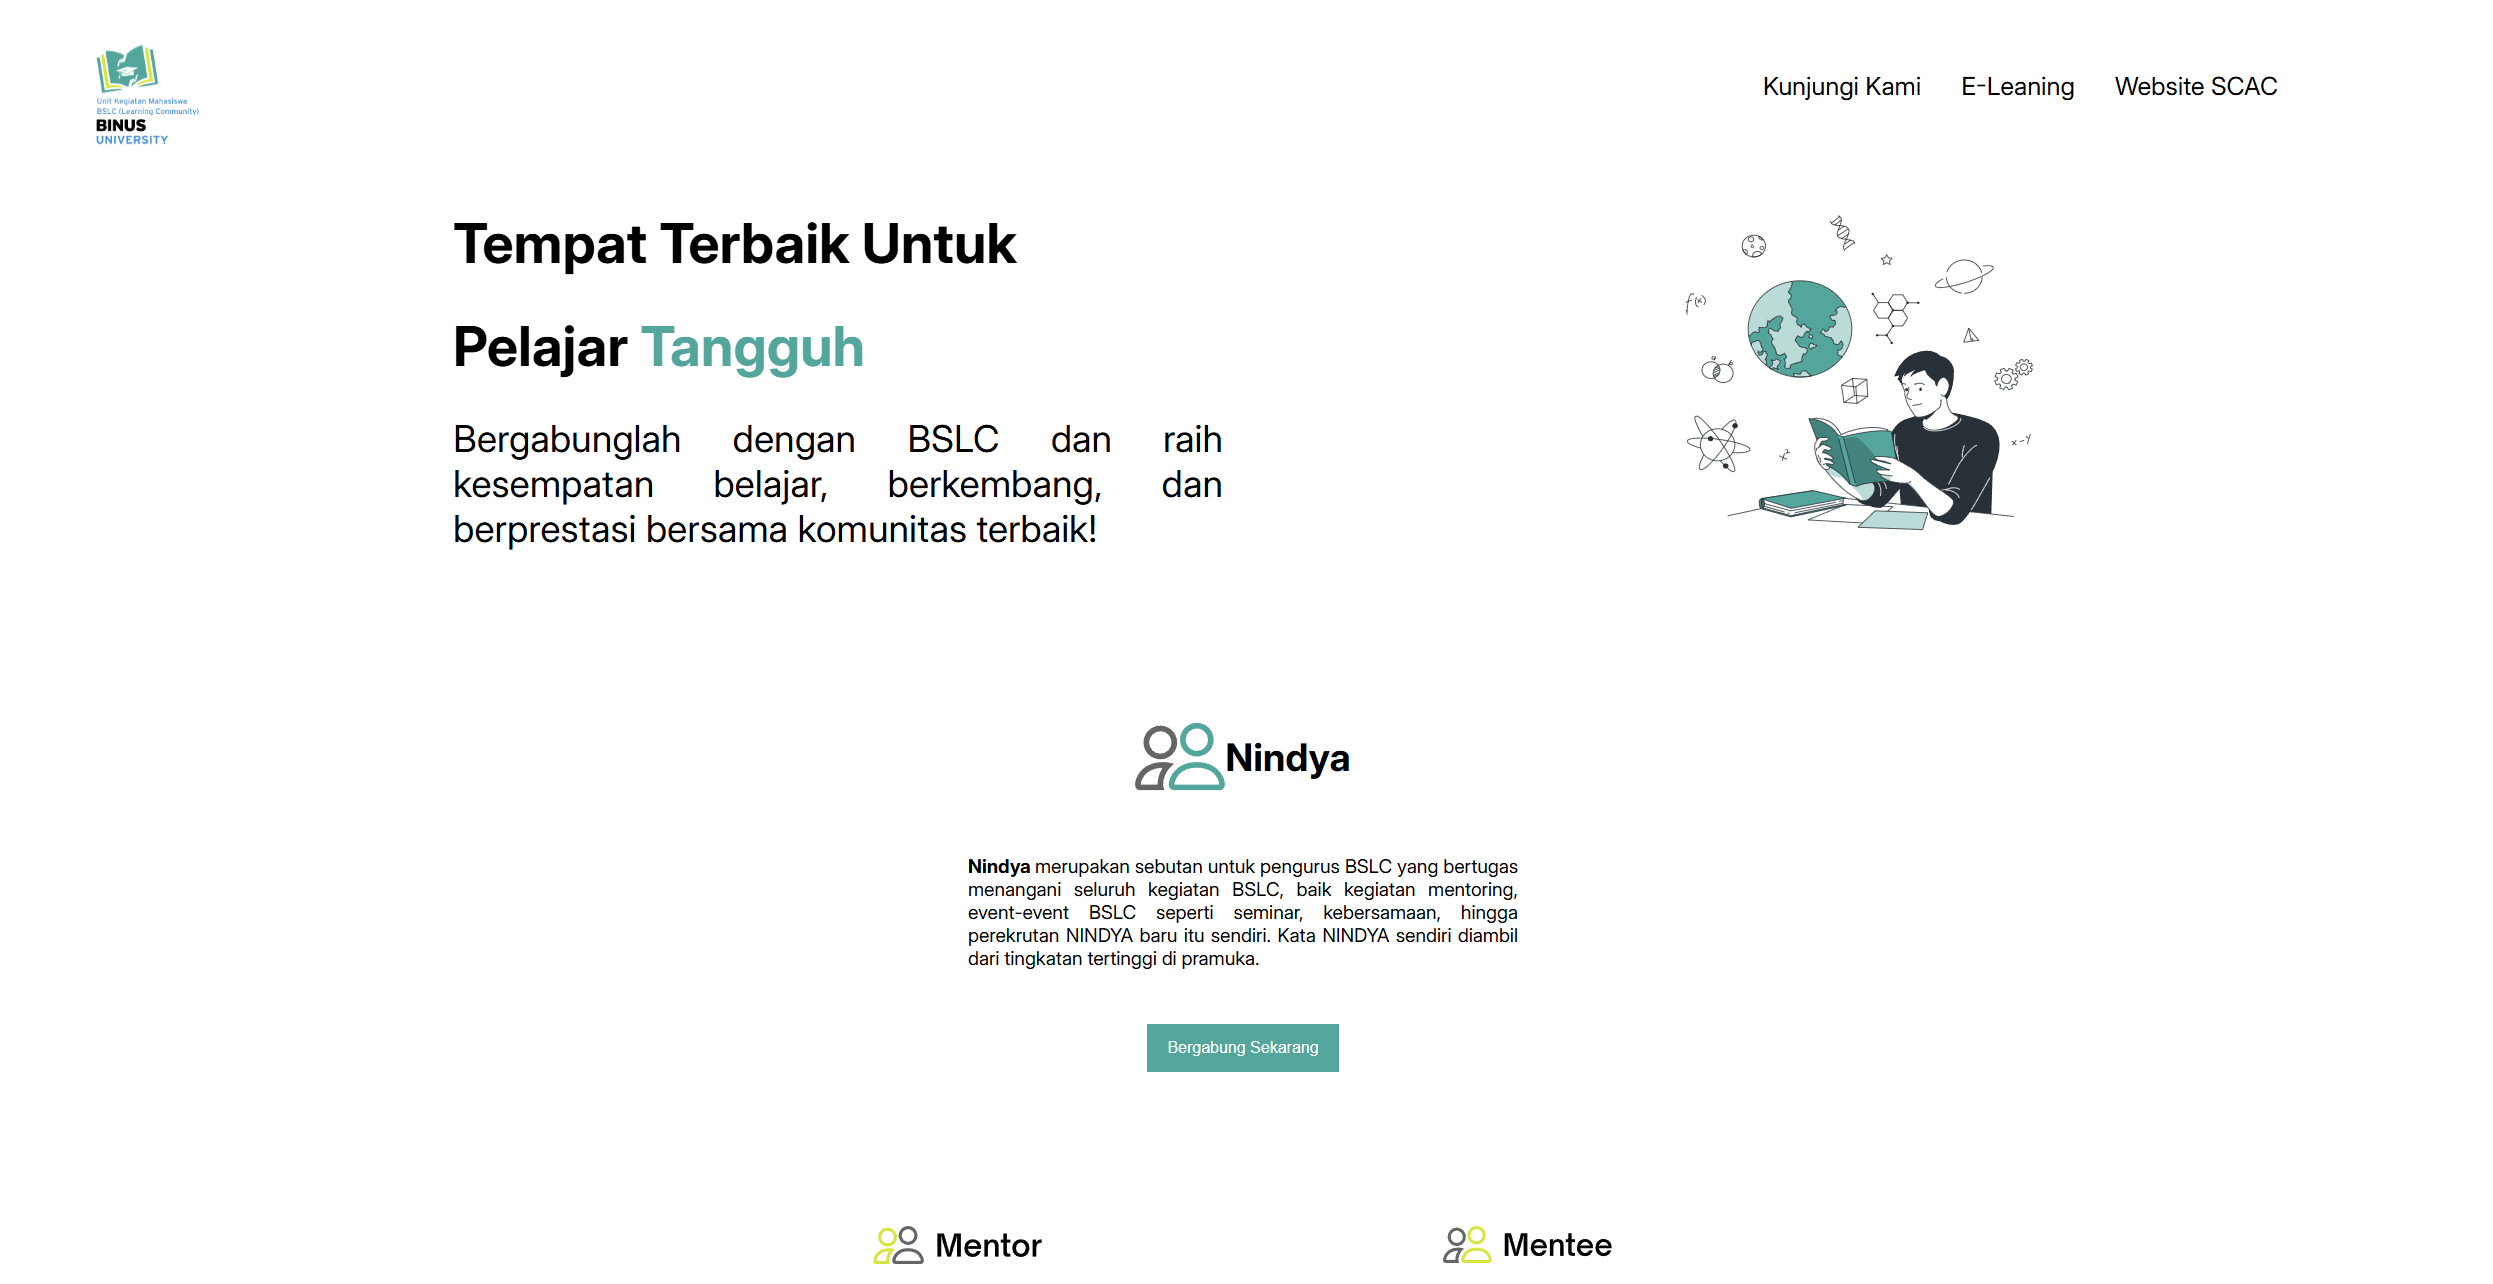 Unit Kegiatan Mahasiswa
BSLC (Learning Community)
BINUS
UNIVERSITY
Kunjungi Kami
E-Leaning
Website SCAC
Tempat Terbaik Untuk
Pelajar Tangguh
Bergabunglah dengan BSLC dan raih
kesempatan belajar, berkembang, dan
berprestasi bersama komunitas terbaik!
f(x)
a b
x²
x-y
Nindya
Nindya merupakan sebutan untuk pengurus BSLC yang bertugas
menangani seluruh kegiatan BSLC, baik kegiatan mentoring,
event-event BSLC seperti seminar, kebersamaan, hingga
perekrutan NINDYA baru itu sendiri. Kata NINDYA sendiri diambil
dari tingkatan tertinggi di pramuka.
Bergabung Sekarang
Mentor
Mentee